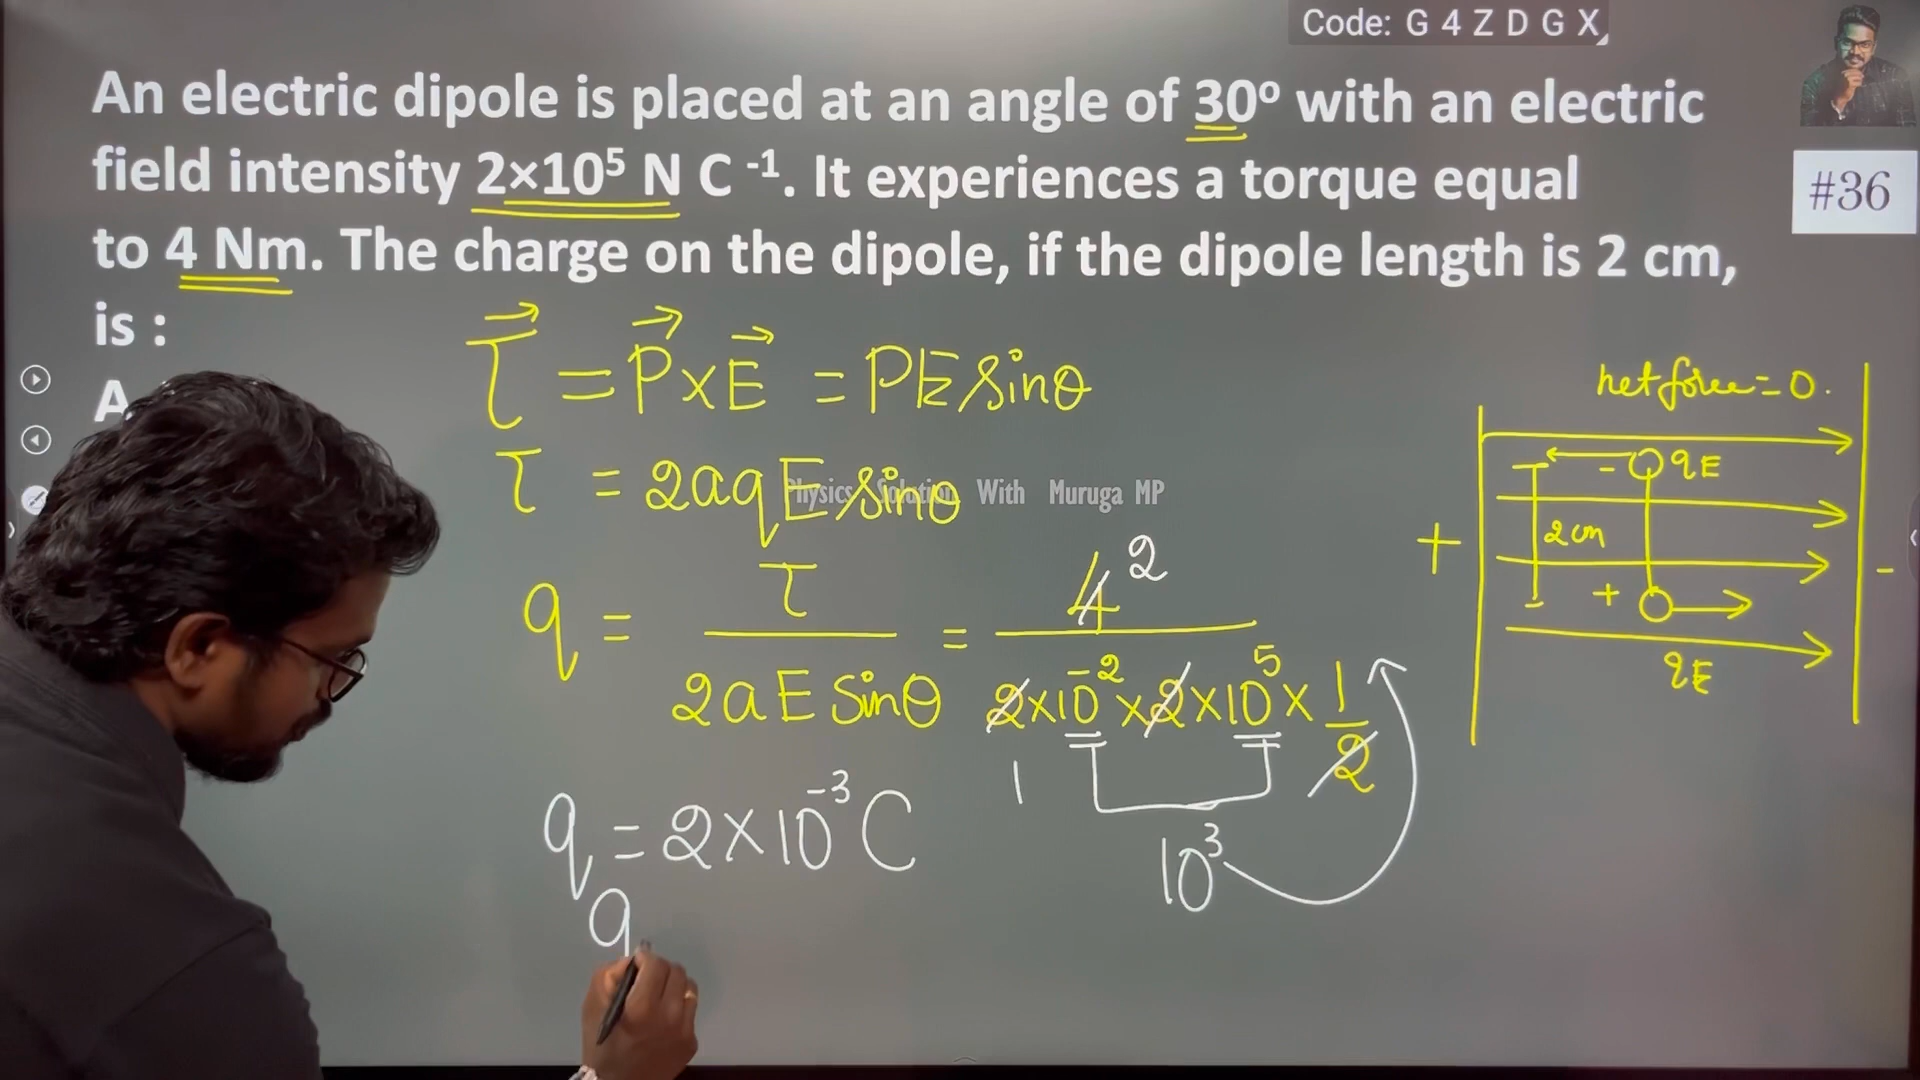 Code: G 4 Z D G X
An electric dipole is placed at an angle of 30º with an electric
field intensity 2×10⁵ N C ⁻¹. It experiences a torque equal
to 4 Nm. The charge on the dipole, if the dipole length is 2 cm,
is :
#36
A.
τ⃗ = P⃗ × E⃗ = PE sinθ
τ = 2aqE sinθ
Physics Solution With Muruga MP
q = τ / 2aE sinθ = 4 2 / 2×10⁻²×2×10⁵×1/2
1
10³
q = 2×10⁻³ C
q
net force = 0.
- qE
2 cm
+ -
+
qE